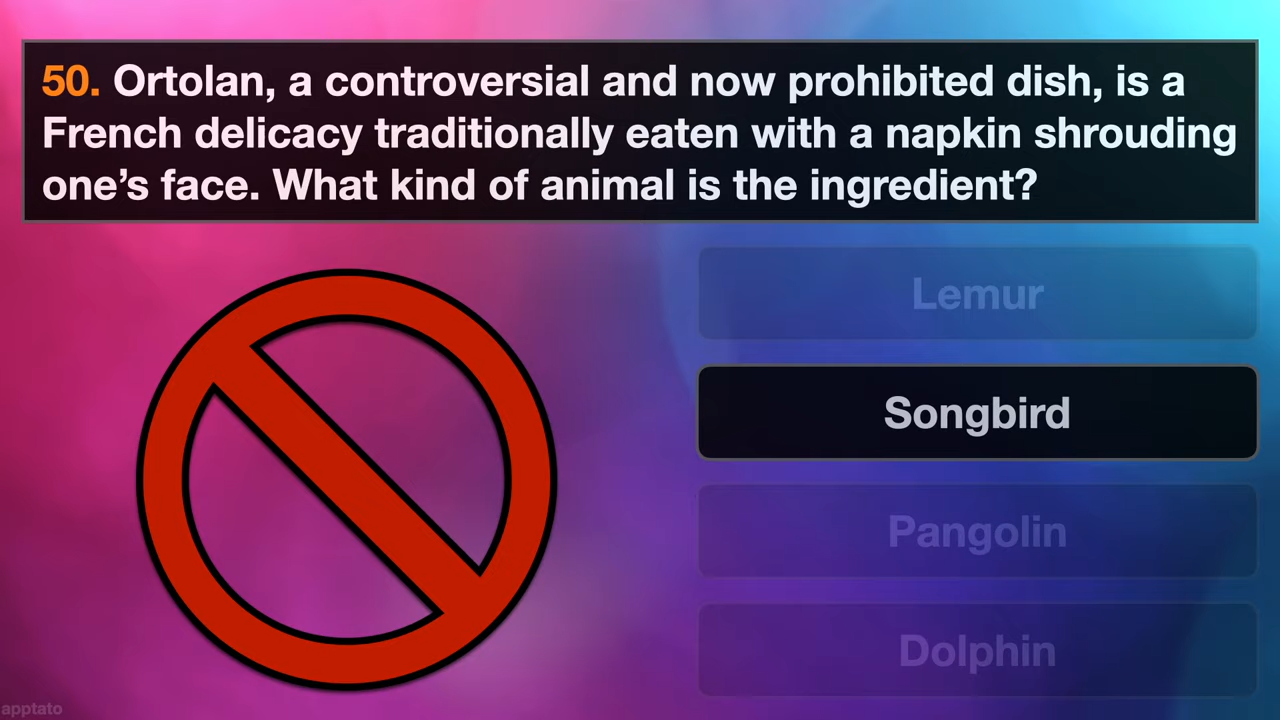 50. Ortolan, a controversial and now prohibited dish, is a
French delicacy traditionally eaten with a napkin shrouding
one’s face. What kind of animal is the ingredient?
Lemur
Songbird
Pangolin
Dolphin
apptato